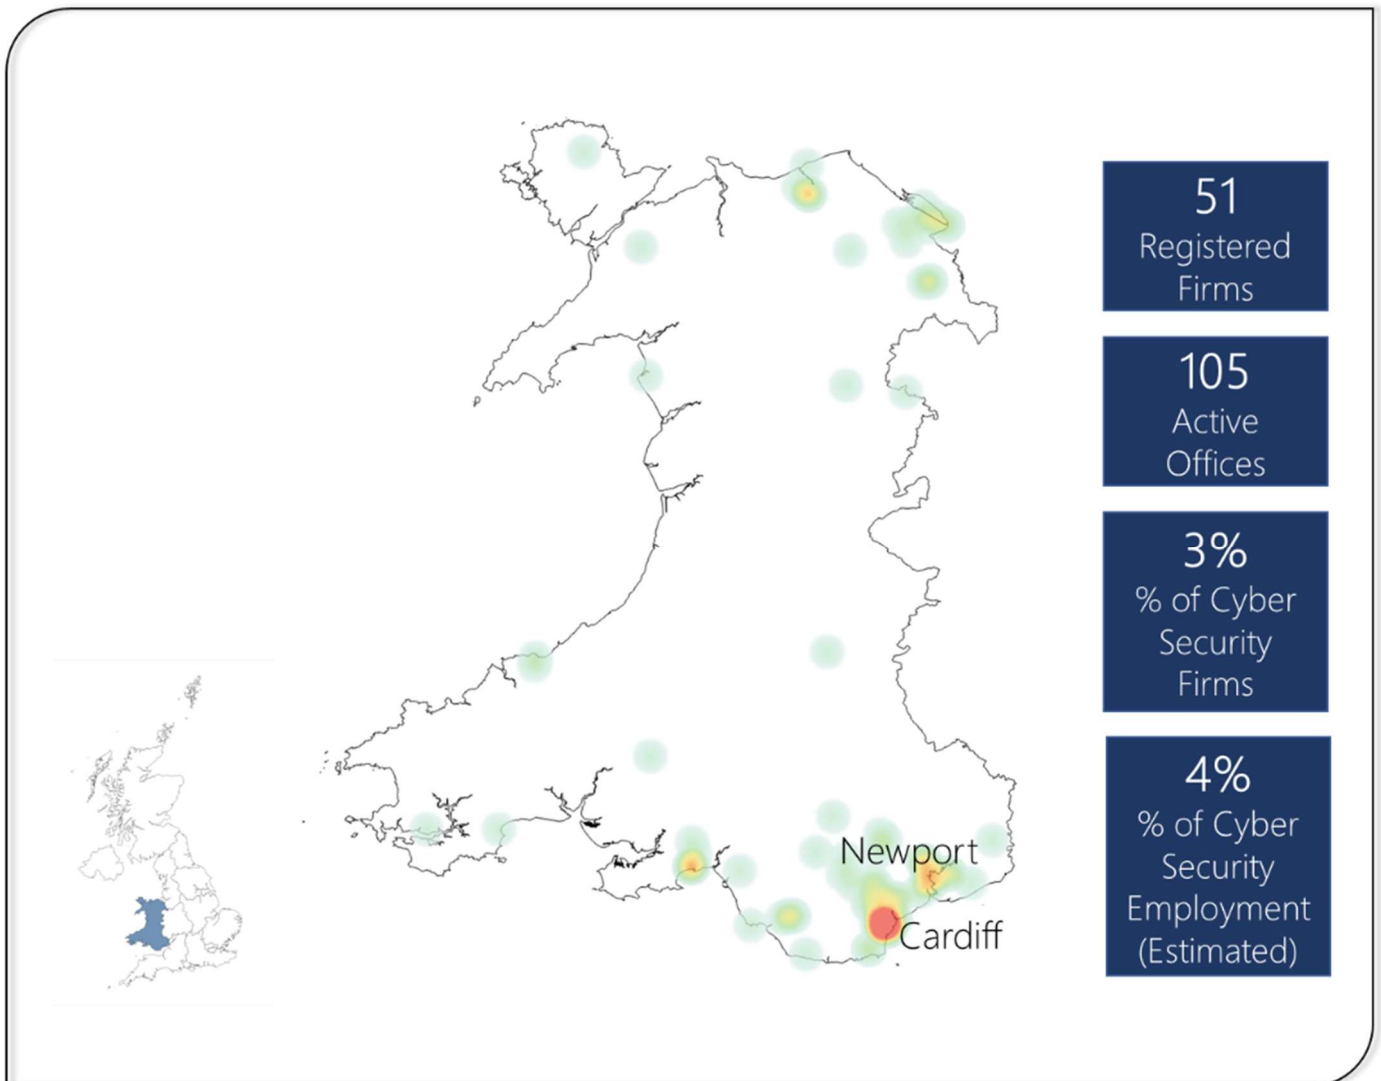 51
Registered
Firms
105
Active
Offices
3%
% of Cyber
Security
Firms
4%
% of Cyber
Security
Employment
(Estimated)
Newport
Cardiff